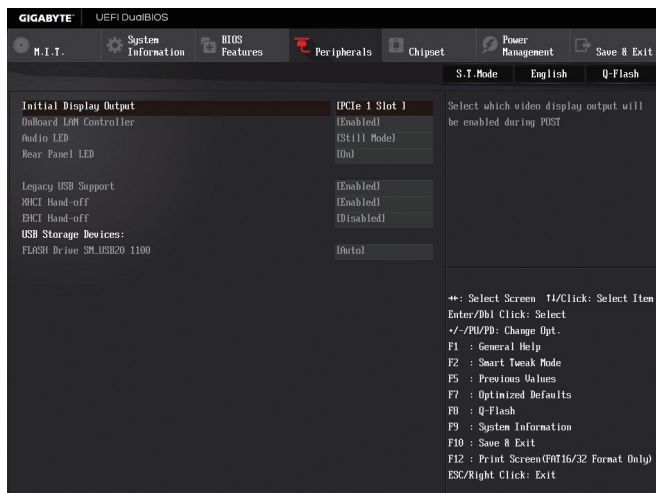 GIGABYTE™ UEFI DualBIOS
M.I.T. System Information BIOS Features Peripherals Chipset Power Management Save & Exit
S.T.Mode English Q-Flash
Initial Display Output [PCIe 1 Slot ]
OnBoard LAN Controller [Enabled]
Audio LED [Still Mode]
Rear Panel LED [On]
Legacy USB Support [Enabled]
XHCI Hand-off [Enabled]
EHCI Hand-off [Disabled]
USB Storage Devices:
FLASH Drive SM_USB20 1100 [Auto]
Select which video display output will
be enabled during POST
→←: Select Screen ↑↓/Click: Select Item
Enter/Dbl Click: Select
+/-/PU/PD: Change Opt.
F1 : General Help
F2 : Smart Tweak Mode
F5 : Previous Values
F7 : Optimized Defaults
F8 : Q-Flash
F9 : System Information
F10 : Save & Exit
F12 : Print Screen(FAT16/32 Format Only)
ESC/Right Click: Exit